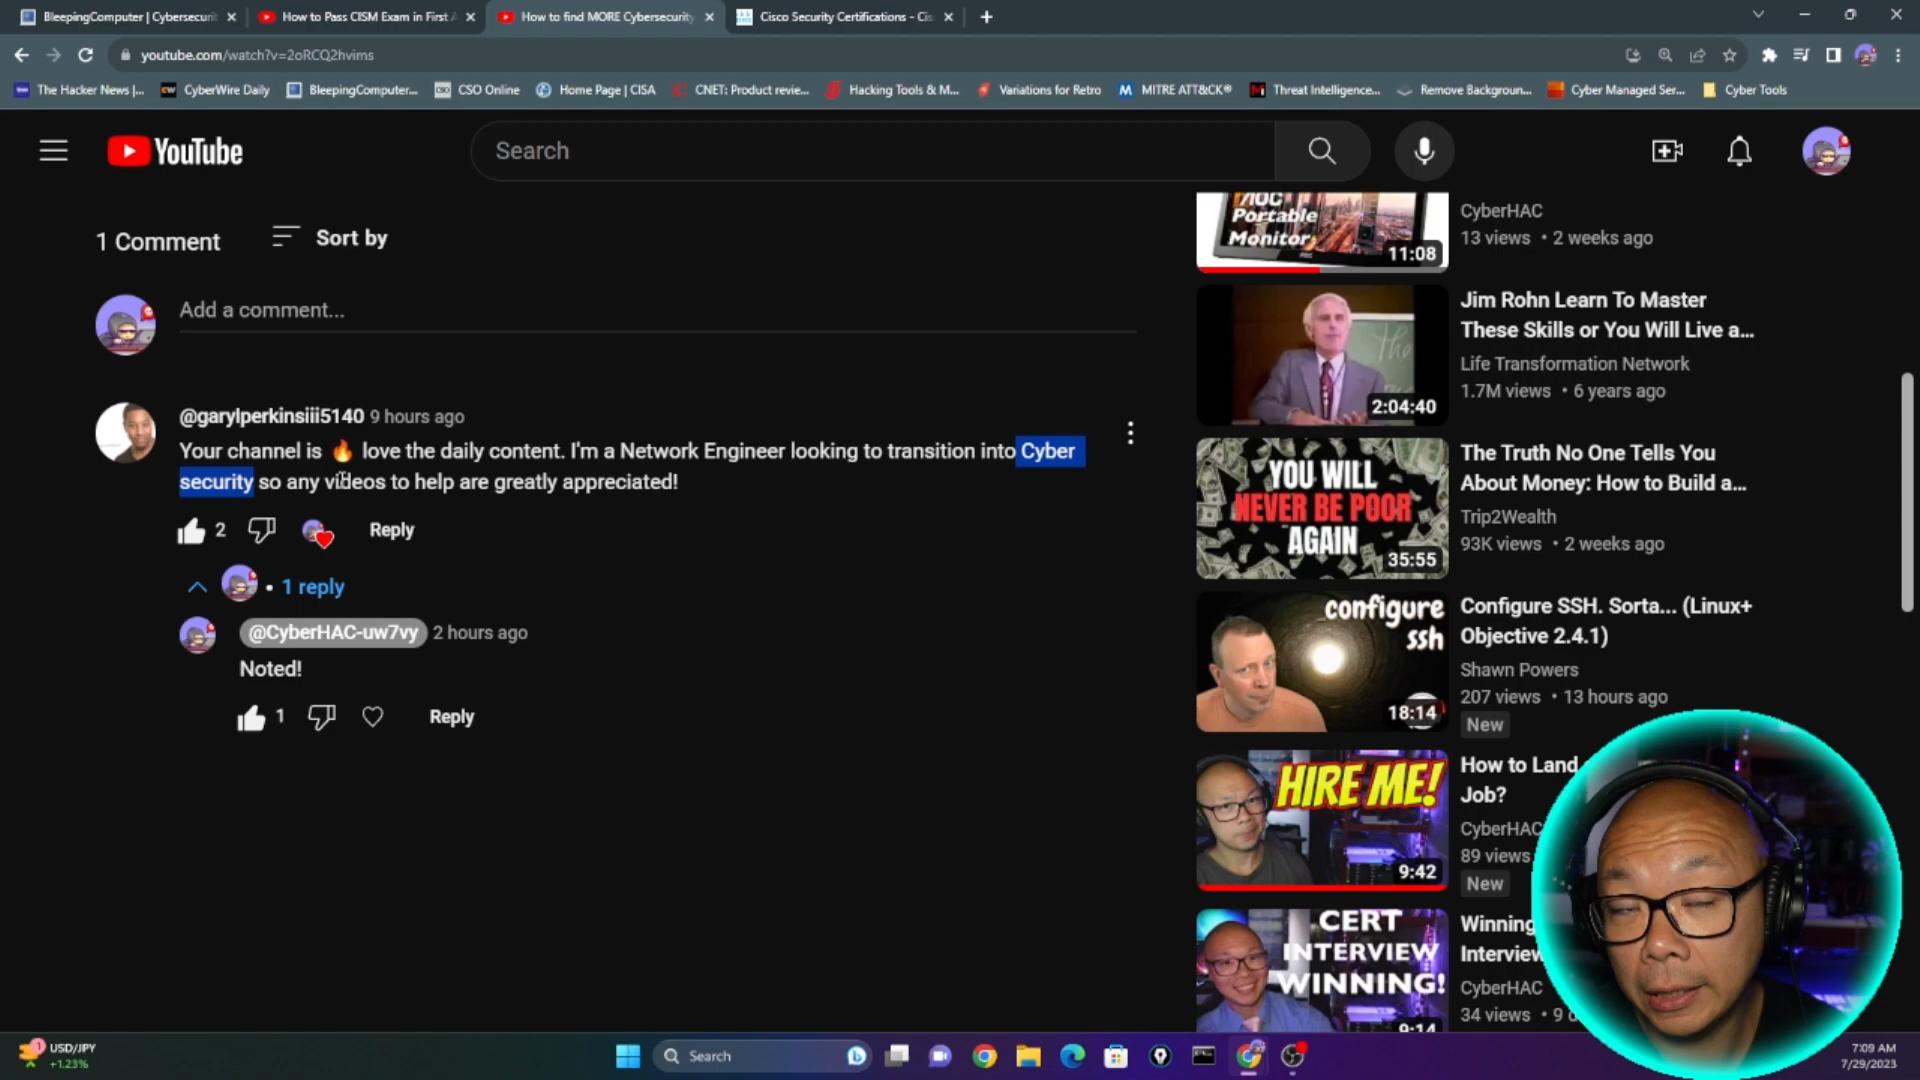 BleepingComputer | Cybersecurit
How to Pass CISM Exam in First A
How to find MORE Cybersecurity
Cisco Security Certifications - Cis
youtube.com/watch?v=2oRCQ2hvims
The Hacker News |...
CyberWire Daily
BleepingComputer...
CSO Online
Home Page | CISA
CNET: Product revie...
Hacking Tools & M...
Variations for Retro
MITRE ATT&CK®
Threat Intelligence...
Remove Backgroun...
Cyber Managed Ser...
Cyber Tools
YouTube
Search
1 Comment
Sort by
Add a comment...
@garylperkinsiii5140 9 hours ago
Your channel is 🔥 love the daily content. I'm a Network Engineer looking to transition into Cyber
security so any videos to help are greatly appreciated!
2
Reply
• 1 reply
@CyberHAC-uw7vy 2 hours ago
Noted!
1
Reply
Portable
Monitor
11:08
CyberHAC
13 views • 2 weeks ago
2:04:40
Jim Rohn Learn To Master
These Skills or You Will Live a...
Life Transformation Network
1.7M views • 6 years ago
YOU WILL
NEVER BE POOR
AGAIN
35:55
The Truth No One Tells You
About Money: How to Build a...
Trip2Wealth
93K views • 2 weeks ago
configure
ssh
18:14
Configure SSH. Sorta... (Linux+
Objective 2.4.1)
Shawn Powers
207 views • 13 hours ago
New
HIRE ME!
9:42
How to Land
Job?
CyberHAC
89 views
New
CERT
INTERVIEW
WINNING!
9:14
Winning
Interview
CyberHAC
34 views • 9 d
1
USD/JPY
+1.23%
Search
7:09 AM
7/29/2023